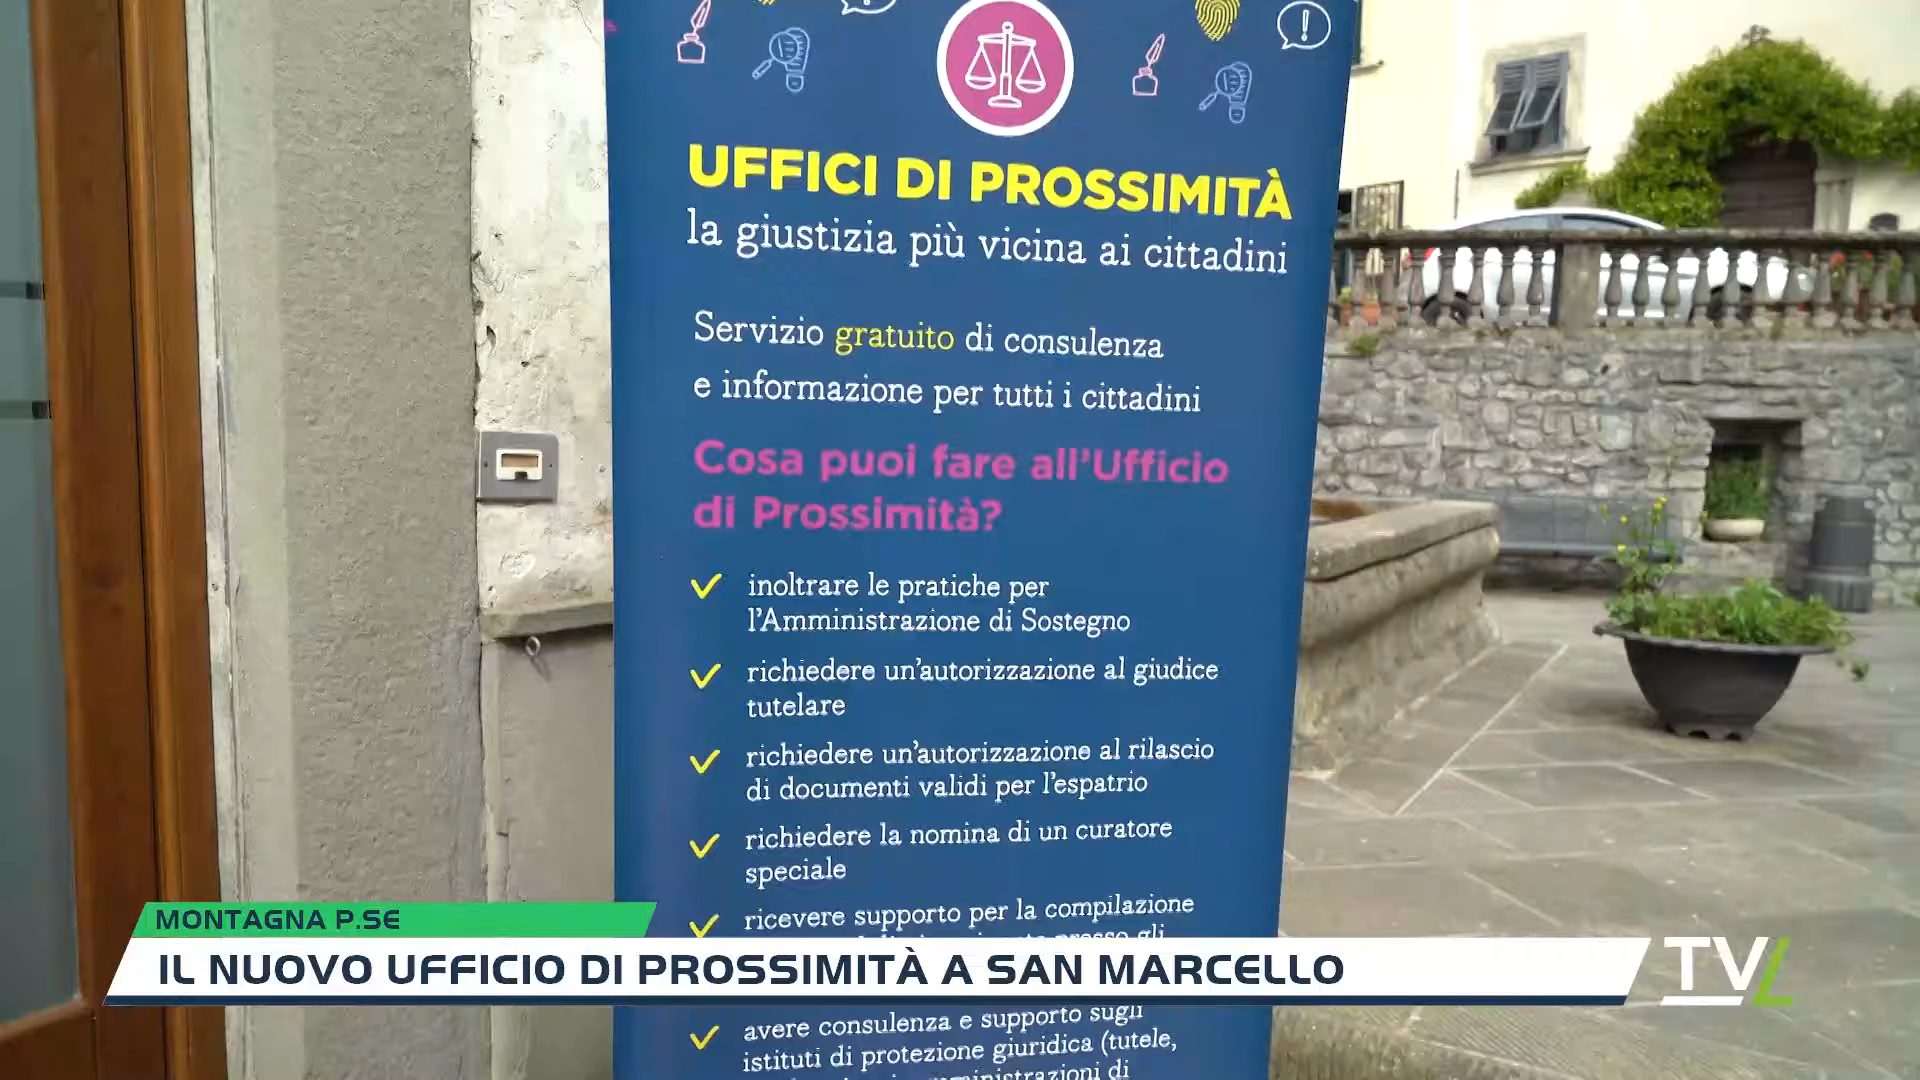 UFFICI DI PROSSIMITÀ
la giustizia più vicina ai cittadini
Servizio gratuito di consulenza
e informazione per tutti i cittadini
Cosa puoi fare all'Ufficio
di Prossimità?
inoltrare le pratiche per
l'Amministrazione di Sostegno
richiedere un'autorizzazione al giudice
tutelare
richiedere un'autorizzazione al rilascio
di documenti validi per l'espatrio
richiedere la nomina di un curatore
speciale
ricevere supporto per la compilazione
presso gli
MONTAGNA P.SE
IL NUOVO UFFICIO DI PROSSIMITÀ A SAN MARCELLO
TVL
avere consulenza e supporto sugli
istituti di protezione giuridica (tutele,
di